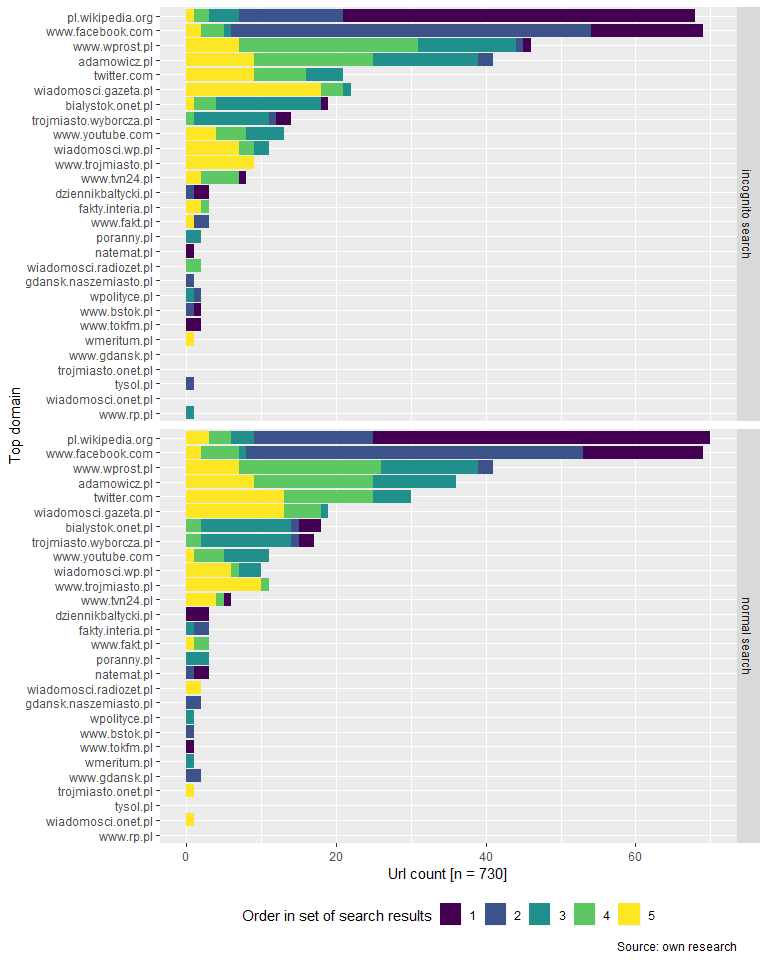 Top domain
pl.wikipedia.org
www.facebook.com
www.wprost.pl
adamowicz.pl
twitter.com
wiadomosci.gazeta.pl
bialystok.onet.pl
trojmiasto.wyborcza.pl
www.youtube.com
wiadomosci.wp.pl
www.trojmiasto.pl
www.tvn24.pl
dziennikbaltycki.pl
fakty.interia.pl
www.fakt.pl
poranny.pl
natemat.pl
wiadomosci.radiozet.pl
gdansk.naszemiasto.pl
wpolityce.pl
www.bstok.pl
www.tokfm.pl
wmeritum.pl
www.gdansk.pl
trojmiasto.onet.pl
tysol.pl
wiadomosci.onet.pl
www.rp.pl
incognito search
pl.wikipedia.org
www.facebook.com
www.wprost.pl
adamowicz.pl
twitter.com
wiadomosci.gazeta.pl
bialystok.onet.pl
trojmiasto.wyborcza.pl
www.youtube.com
wiadomosci.wp.pl
www.trojmiasto.pl
www.tvn24.pl
dziennikbaltycki.pl
fakty.interia.pl
www.fakt.pl
poranny.pl
natemat.pl
wiadomosci.radiozet.pl
gdansk.naszemiasto.pl
wpolityce.pl
www.bstok.pl
www.tokfm.pl
wmeritum.pl
www.gdansk.pl
trojmiasto.onet.pl
tysol.pl
wiadomosci.onet.pl
www.rp.pl
normal search
0 20 40 60
Url count [n = 730]
Order in set of search results 1 2 3 4 5
Source: own research